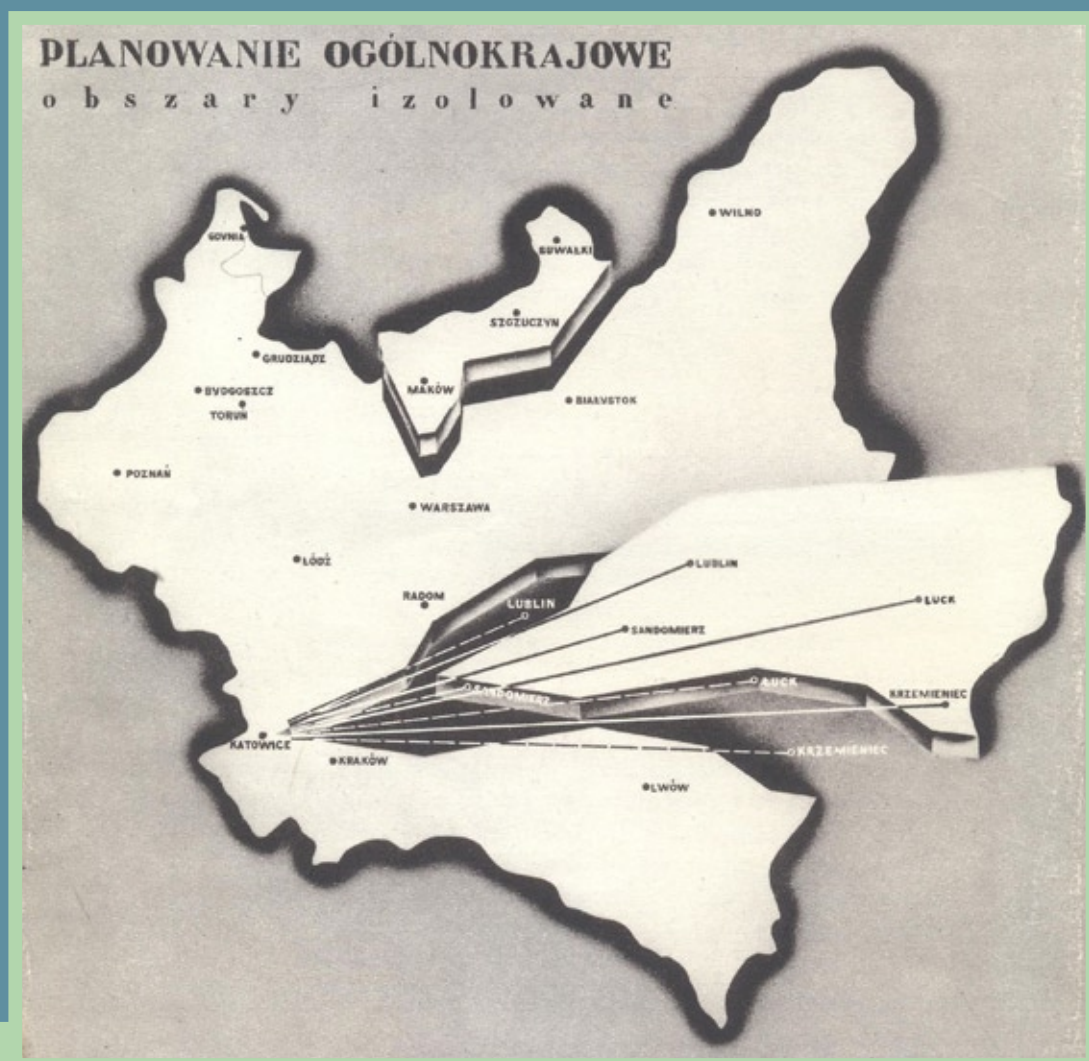 PLANOWANIE OGÓLNOKRAJOWE
obszary izolowane
WILNO
GDYNIA
SUWAŁKI
SZCZUCZYN
GRUDZIĄDZ
MAKÓW
BYDGOSZCZ
BIAŁYSTOK
TORUŃ
POZNAŃ
WARSZAWA
ŁÓDŹ
LUBLIN
RADOM
LUBLIN
ŁUCK
SANDOMIERZ
ŁUCK
SANDOMIERZ
KRZEMIENIEC
KATOWICE
KRZEMIENIEC
KRAKÓW
LWÓW